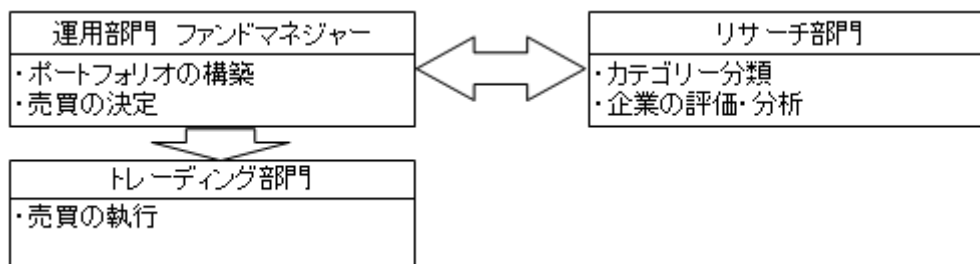 運用部門 ファンドマネジャー
・ポートフォリオの構築
・売買の決定
リサーチ部門
・カテゴリー分類
・企業の評価・分析
トレーディング部門
・売買の執行